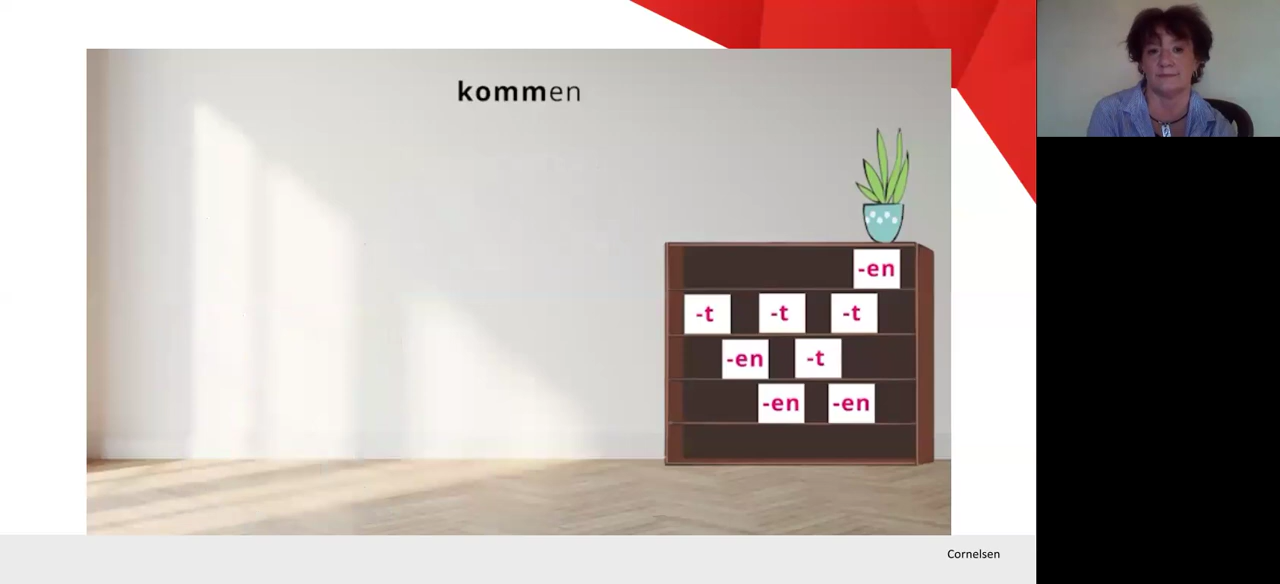 kommen
-en
-t -t -t
-en -t
-en -en
Cornelsen